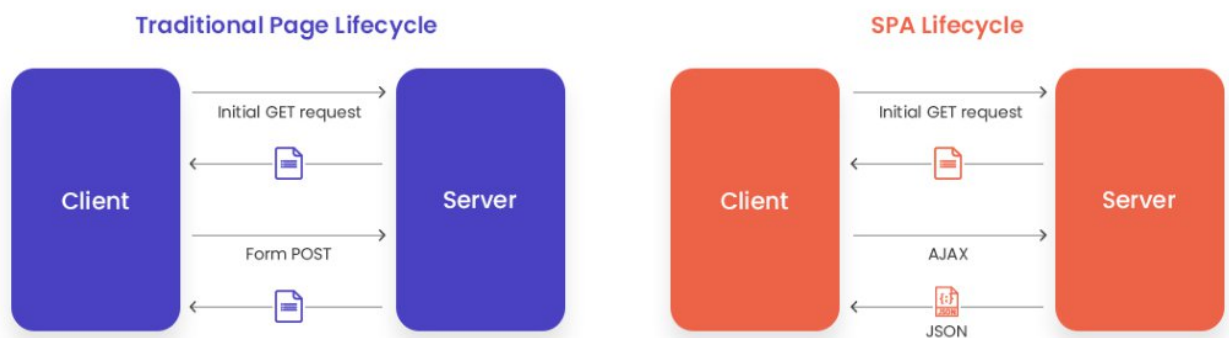 Traditional Page Lifecycle
Client
Initial GET request
Form POST
Server
SPA Lifecycle
Client
Initial GET request
AJAX
{:}
JSON
JSON
Server